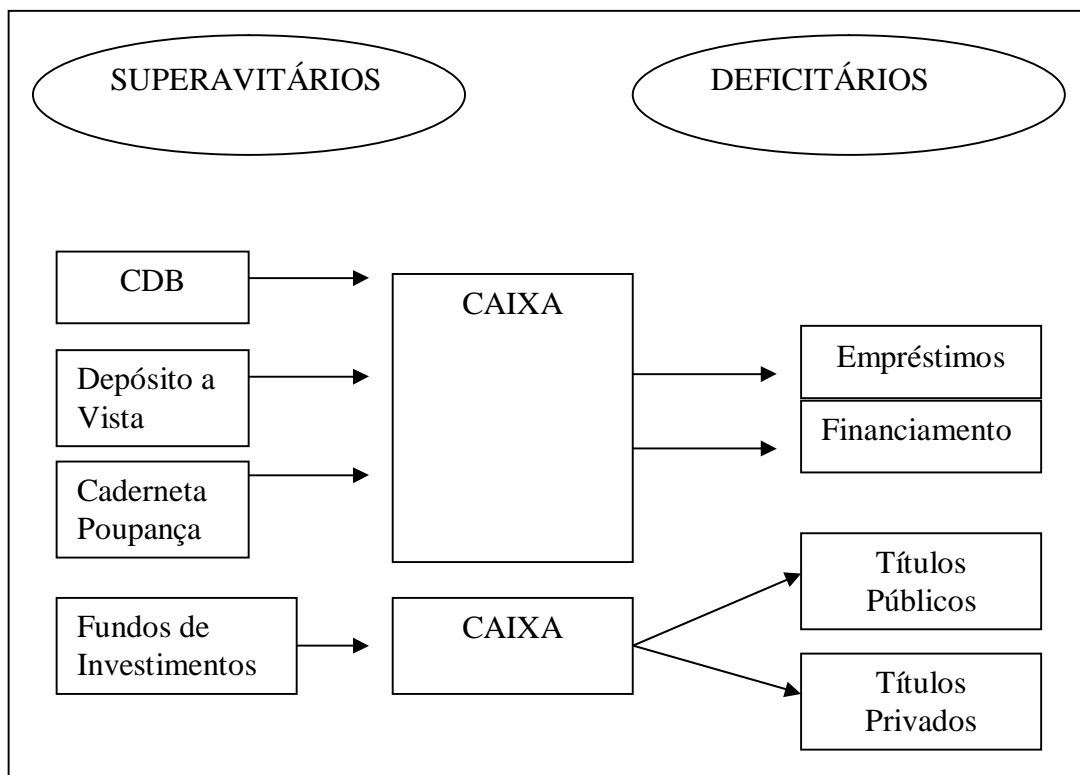 SUPERAVITÁRIOS
DEFICITÁRIOS
CDB
CAIXA
Empréstimos
Depósito a
Vista
Financiamento
Caderneta
Poupança
Títulos
Públicos
Fundos de
Investimentos
CAIXA
Títulos
Privados